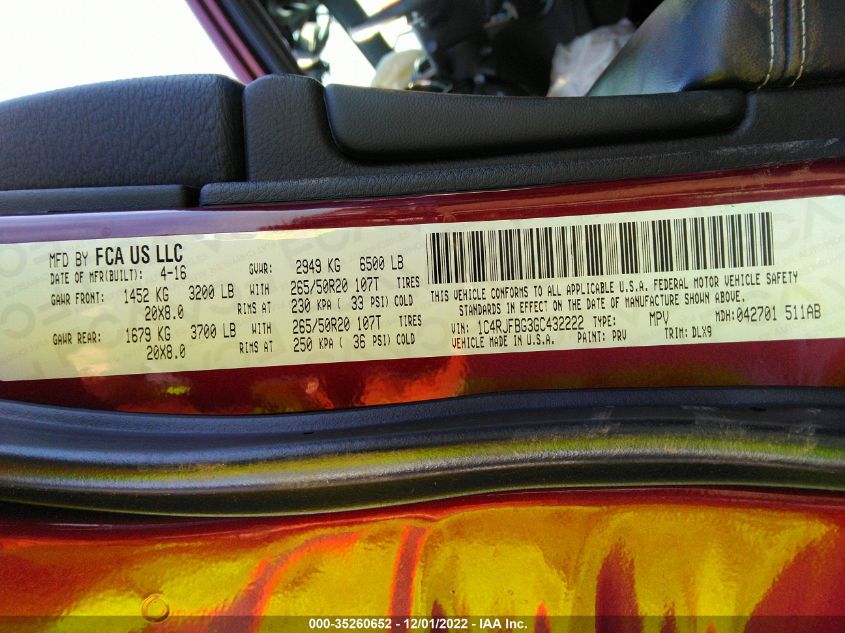 MFD BY FCA US LLC
DATE OF MFR(BUILT): 4-16 GVWR: 2949 KG 6500 LB
GAWR FRONT: 1452 KG 3200 LB WITH 265/50R20 107T TIRES
20X8.0 RIMS AT 230 KPA ( 33 PSI) COLD
GAWR REAR: 1679 KG 3700 LB WITH 265/50R20 107T TIRES
20X8.0 RIMS AT 250 KPA ( 36 PSI) COLD
THIS VEHICLE CONFORMS TO ALL APPLICABLE U.S.A. FEDERAL MOTOR VEHICLE SAFETY
STANDARDS IN EFFECT ON THE DATE OF MANUFACTURE SHOWN ABOVE.
VIN: 1C4RJFBG3GC432222 TYPE: MPV MDH: 042701 511AB
VEHICLE MADE IN U.S.A. PAINT: PRV TRIM: DLX9
000-35260652 - 12/01/2022 - IAA Inc.